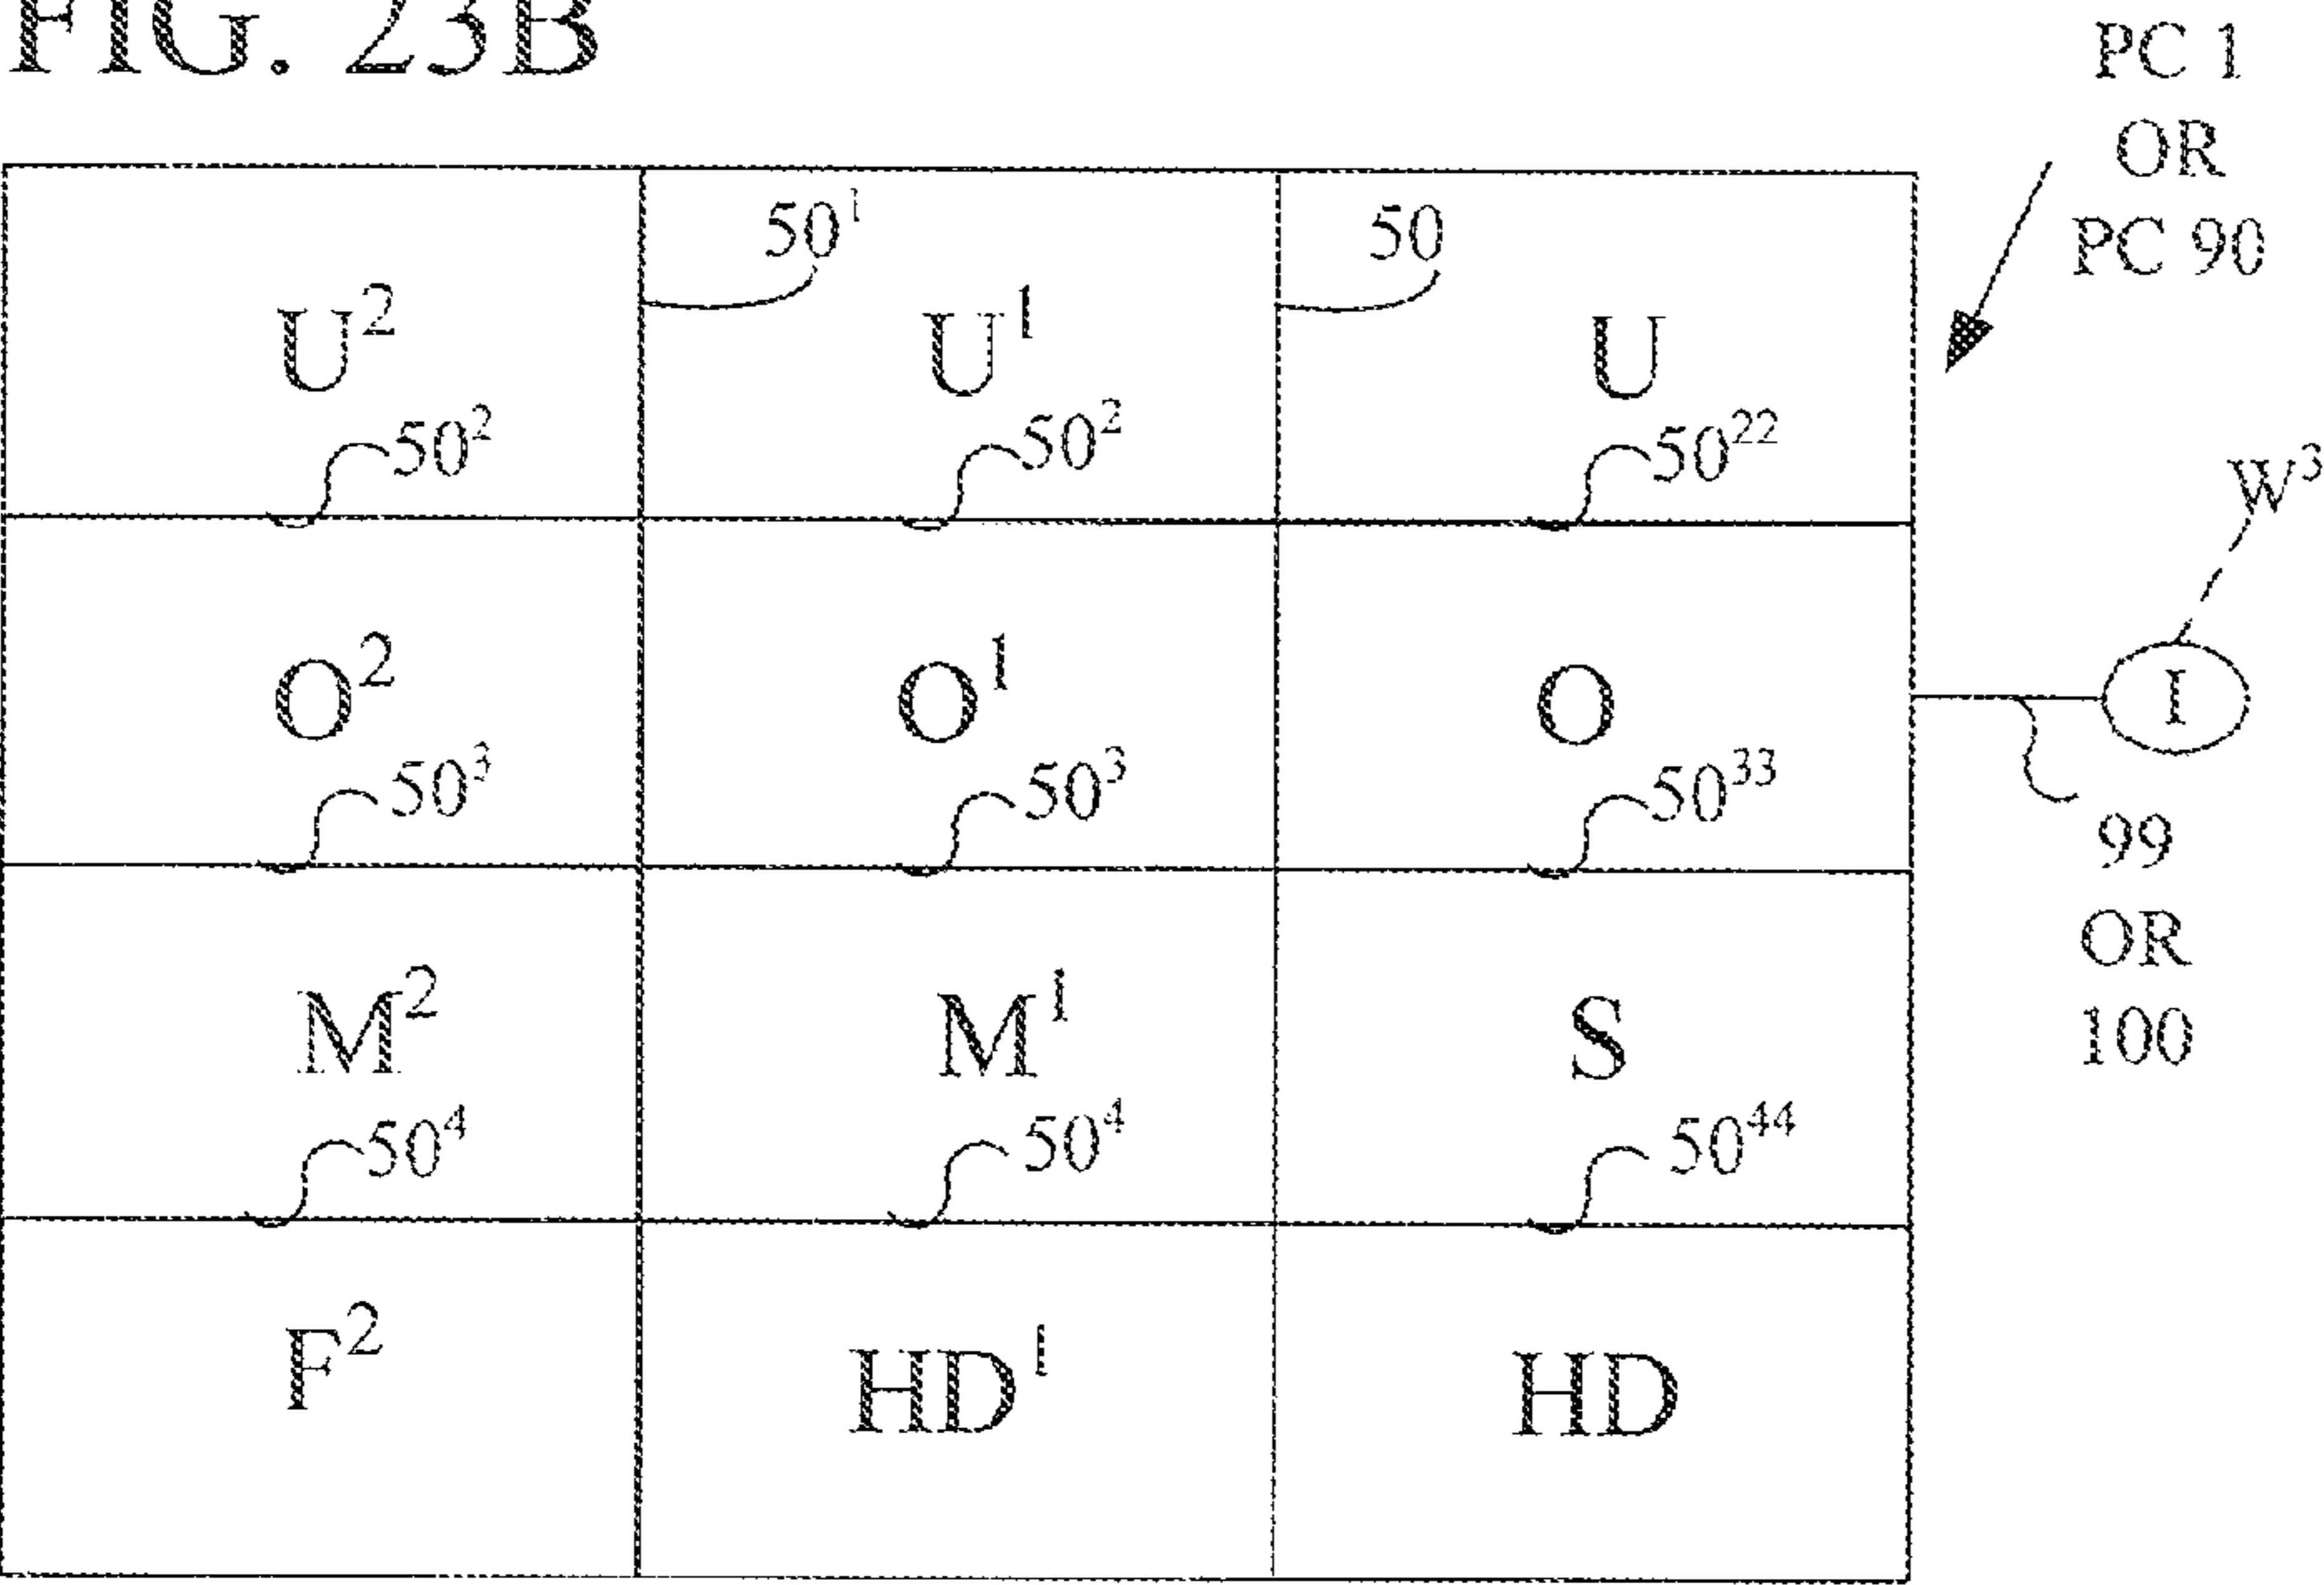 FIG. 23B
PC 1
OR
PC 90
50¹
50
U²
U¹
U
50²
50²
50²²
W³
O²
O¹
O
I
50³
50³
50³³
99
OR
100
M²
M¹
S
50⁴
50⁴
50⁴⁴
F²
HD¹
HD